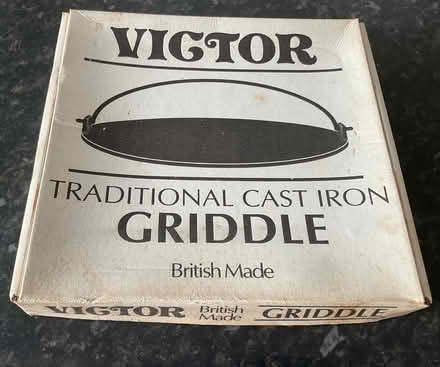 VICTOR
TRADITIONAL CAST IRON
GRIDDLE
British Made
VICTOR British Made GRIDDLE